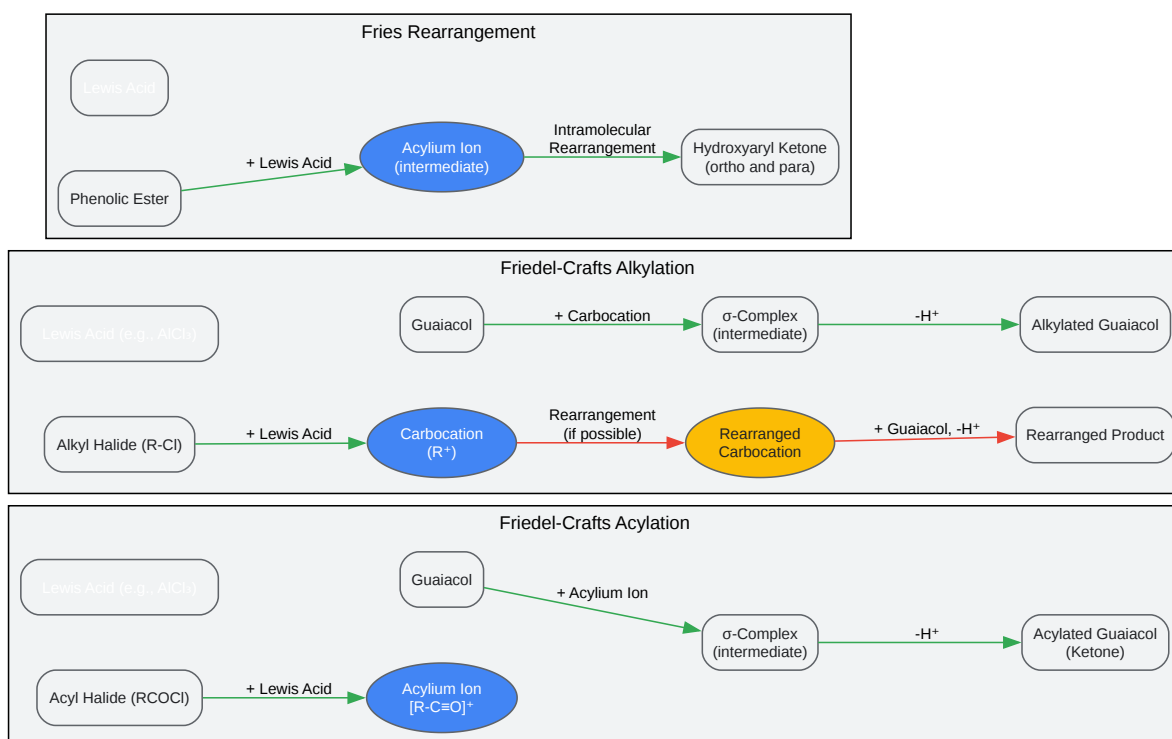 Fries Rearrangement
Lewis Acid
Phenolic Ester
+ Lewis Acid
Acylium Ion
(intermediate)
Intramolecular
Rearrangement
Hydroxyaryl Ketone
(ortho and para)
Friedel-Crafts Alkylation
Lewis Acid (e.g., AlCl₃)
Guaiacol
+ Carbocation
σ-Complex
(intermediate)
-H⁺
Alkylated Guaiacol
Alkyl Halide (R-Cl)
+ Lewis Acid
Carbocation
(R⁺)
Rearrangement
(if possible)
Rearranged
Carbocation
+ Guaiacol, -H⁺
Rearranged Product
Friedel-Crafts Acylation
Lewis Acid (e.g., AlCl₃)
Guaiacol
+ Acylium Ion
σ-Complex
(intermediate)
-H⁺
Acylated Guaiacol
(Ketone)
Acyl Halide (RCOCl)
+ Lewis Acid
Acylium Ion
[R-C≡O]⁺